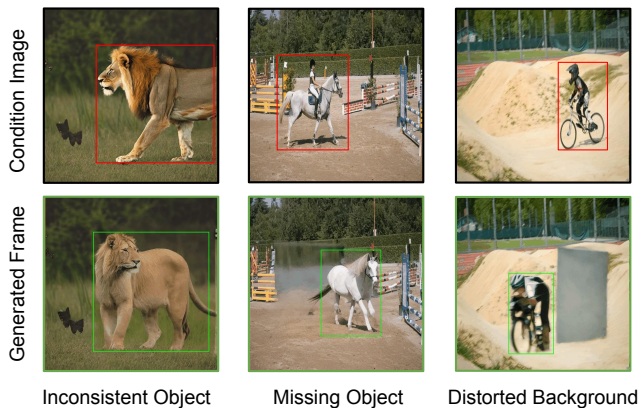 Condition Image
Generated Frame
Inconsistent Object
Missing Object
Distorted Background